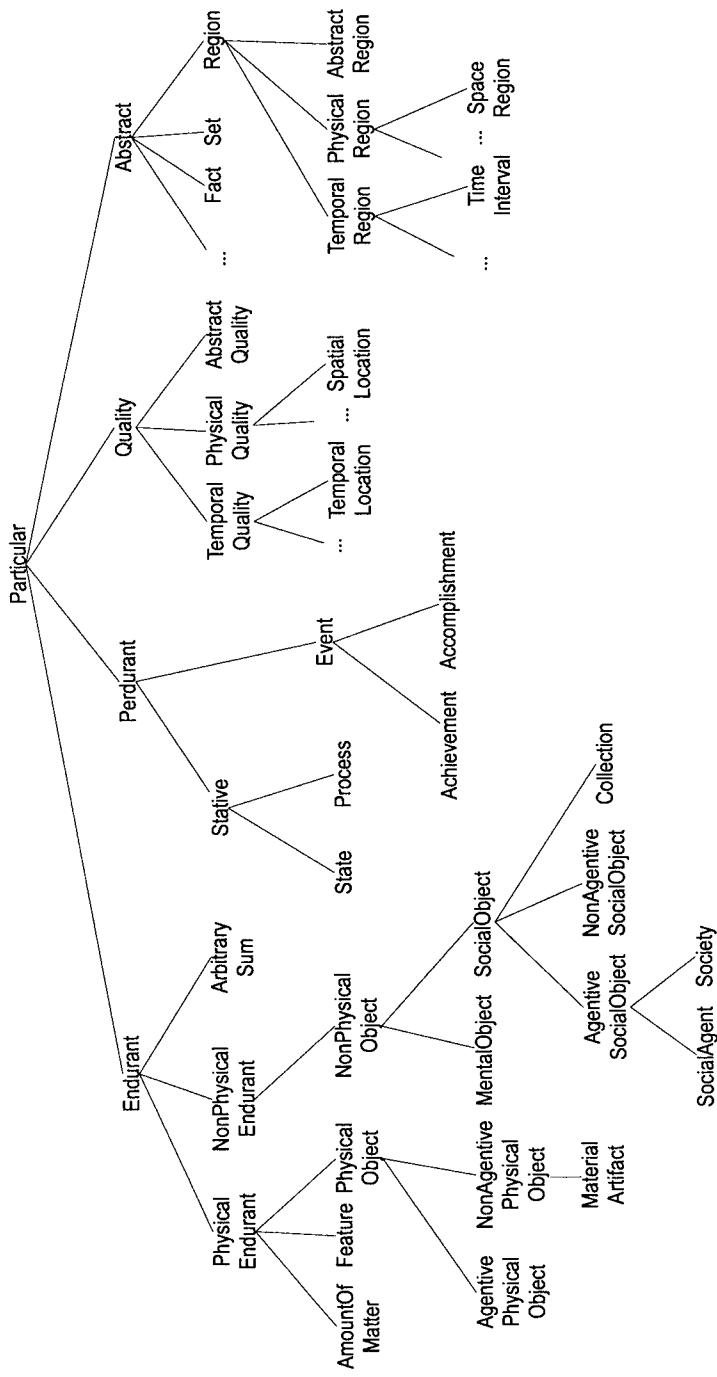 Particular
Endurant
Perdurant
Quality
Abstract
Physical
Endurant
NonPhysical
Endurant
Arbitrary
Sum
Stative
Temporal
Quality
Physical
Quality
Abstract
Quality
...
Fact
Set
Region
AmountOf
Matter
Feature
Physical
Object
NonPhysical
Object
State
Process
Event
...
Temporal
Location
...
Spatial
Location
Temporal
Region
Physical
Region
Abstract
Region
Agentive
Physical
Object
NonAgentive
Physical
Object
MentalObject
SocialObject
Achievement
Accomplishment
...
Time
Interval
...
Space
Region
Material
Artifact
Agentive
SocialObject
NonAgentive
SocialObject
Collection
SocialAgent
Society